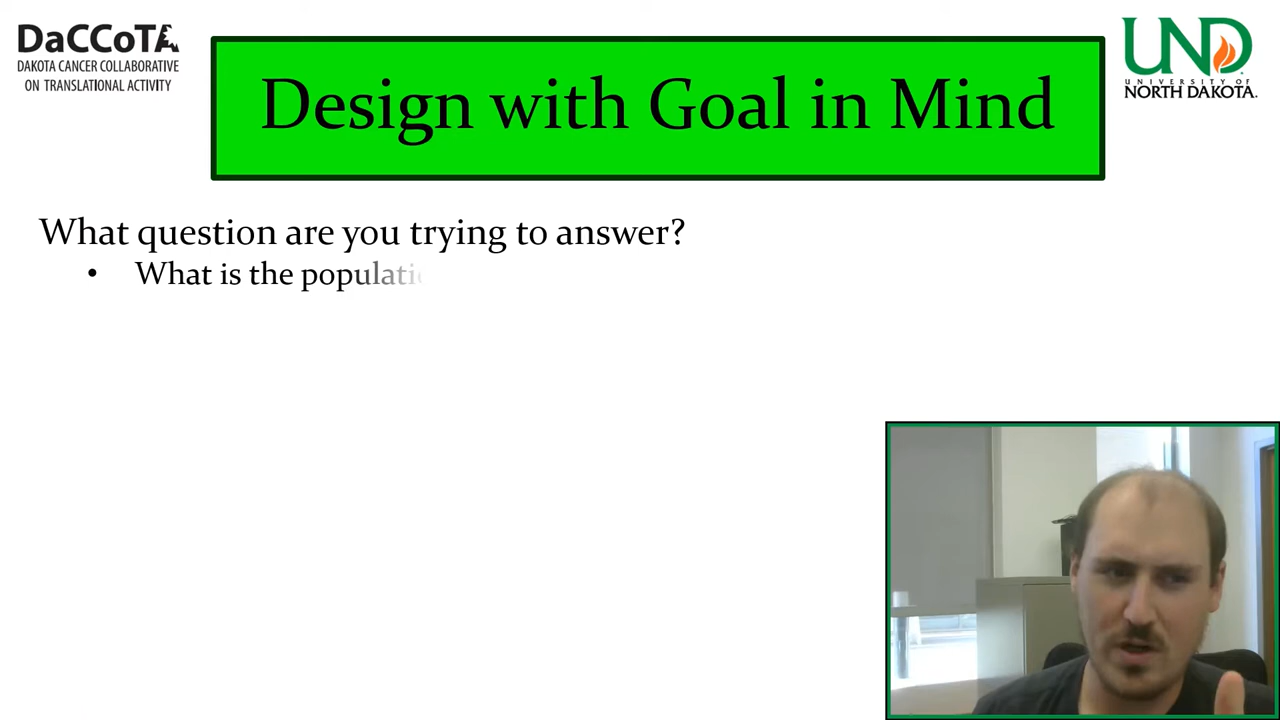 DaCCoTA
DAKOTA CANCER COLLABORATIVE
ON TRANSLATIONAL ACTIVITY
Design with Goal in Mind
UND
UNIVERSITY OF
NORTH DAKOTA.
What question are you trying to answer?
• What is the populati